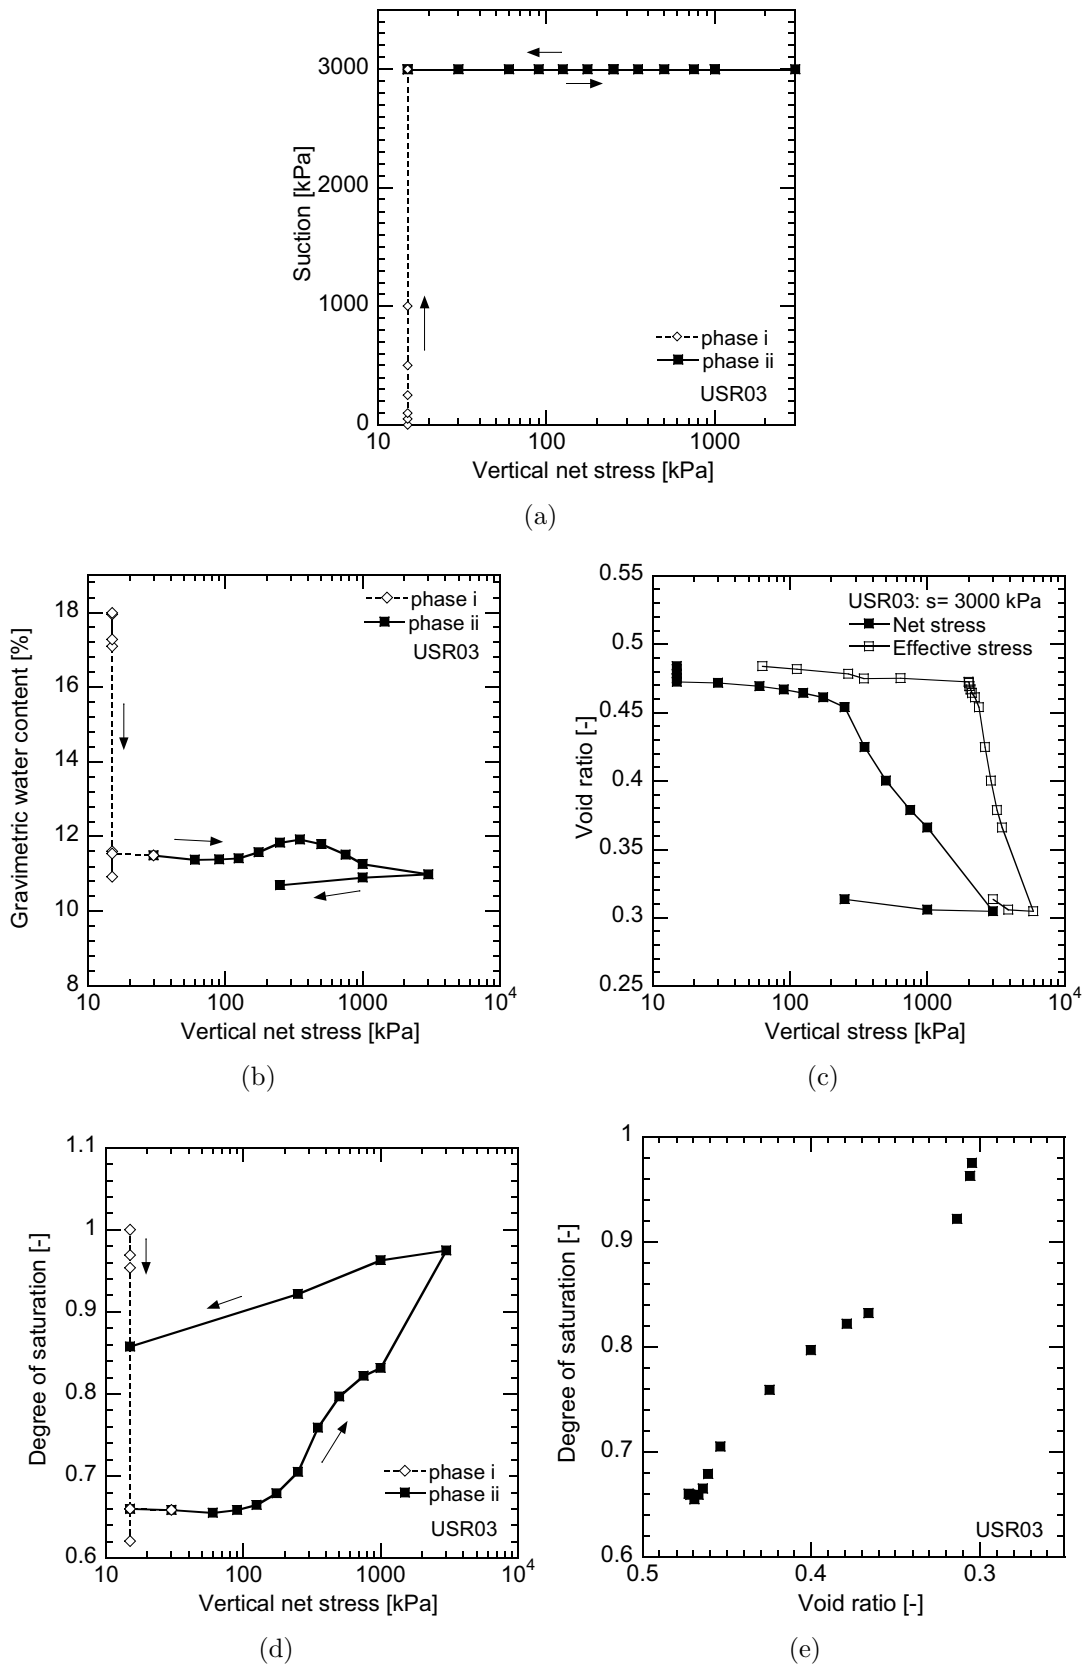 3000
2000
1000
0
Suction [kPa]
phase i
phase ii
USR03
10
100
1000
Vertical net stress [kPa]
(a)
18
16
14
12
10
8
Gravimetric water content [%]
phase i
phase ii
USR03
10
100
1000
10^4
Vertical net stress [kPa]
(b)
0.55
0.5
0.45
0.4
0.35
0.3
0.25
Void ratio [-]
USR03: s= 3000 kPa
Net stress
Effective stress
10
100
1000
10^4
Vertical stress [kPa]
(c)
1.1
1
0.9
0.8
0.7
0.6
Degree of saturation [-]
phase i
phase ii
USR03
10
100
1000
10^4
Vertical net stress [kPa]
(d)
1
0.9
0.8
0.7
0.6
Degree of saturation [-]
USR03
0.5
0.4
0.3
Void ratio [-]
(e)